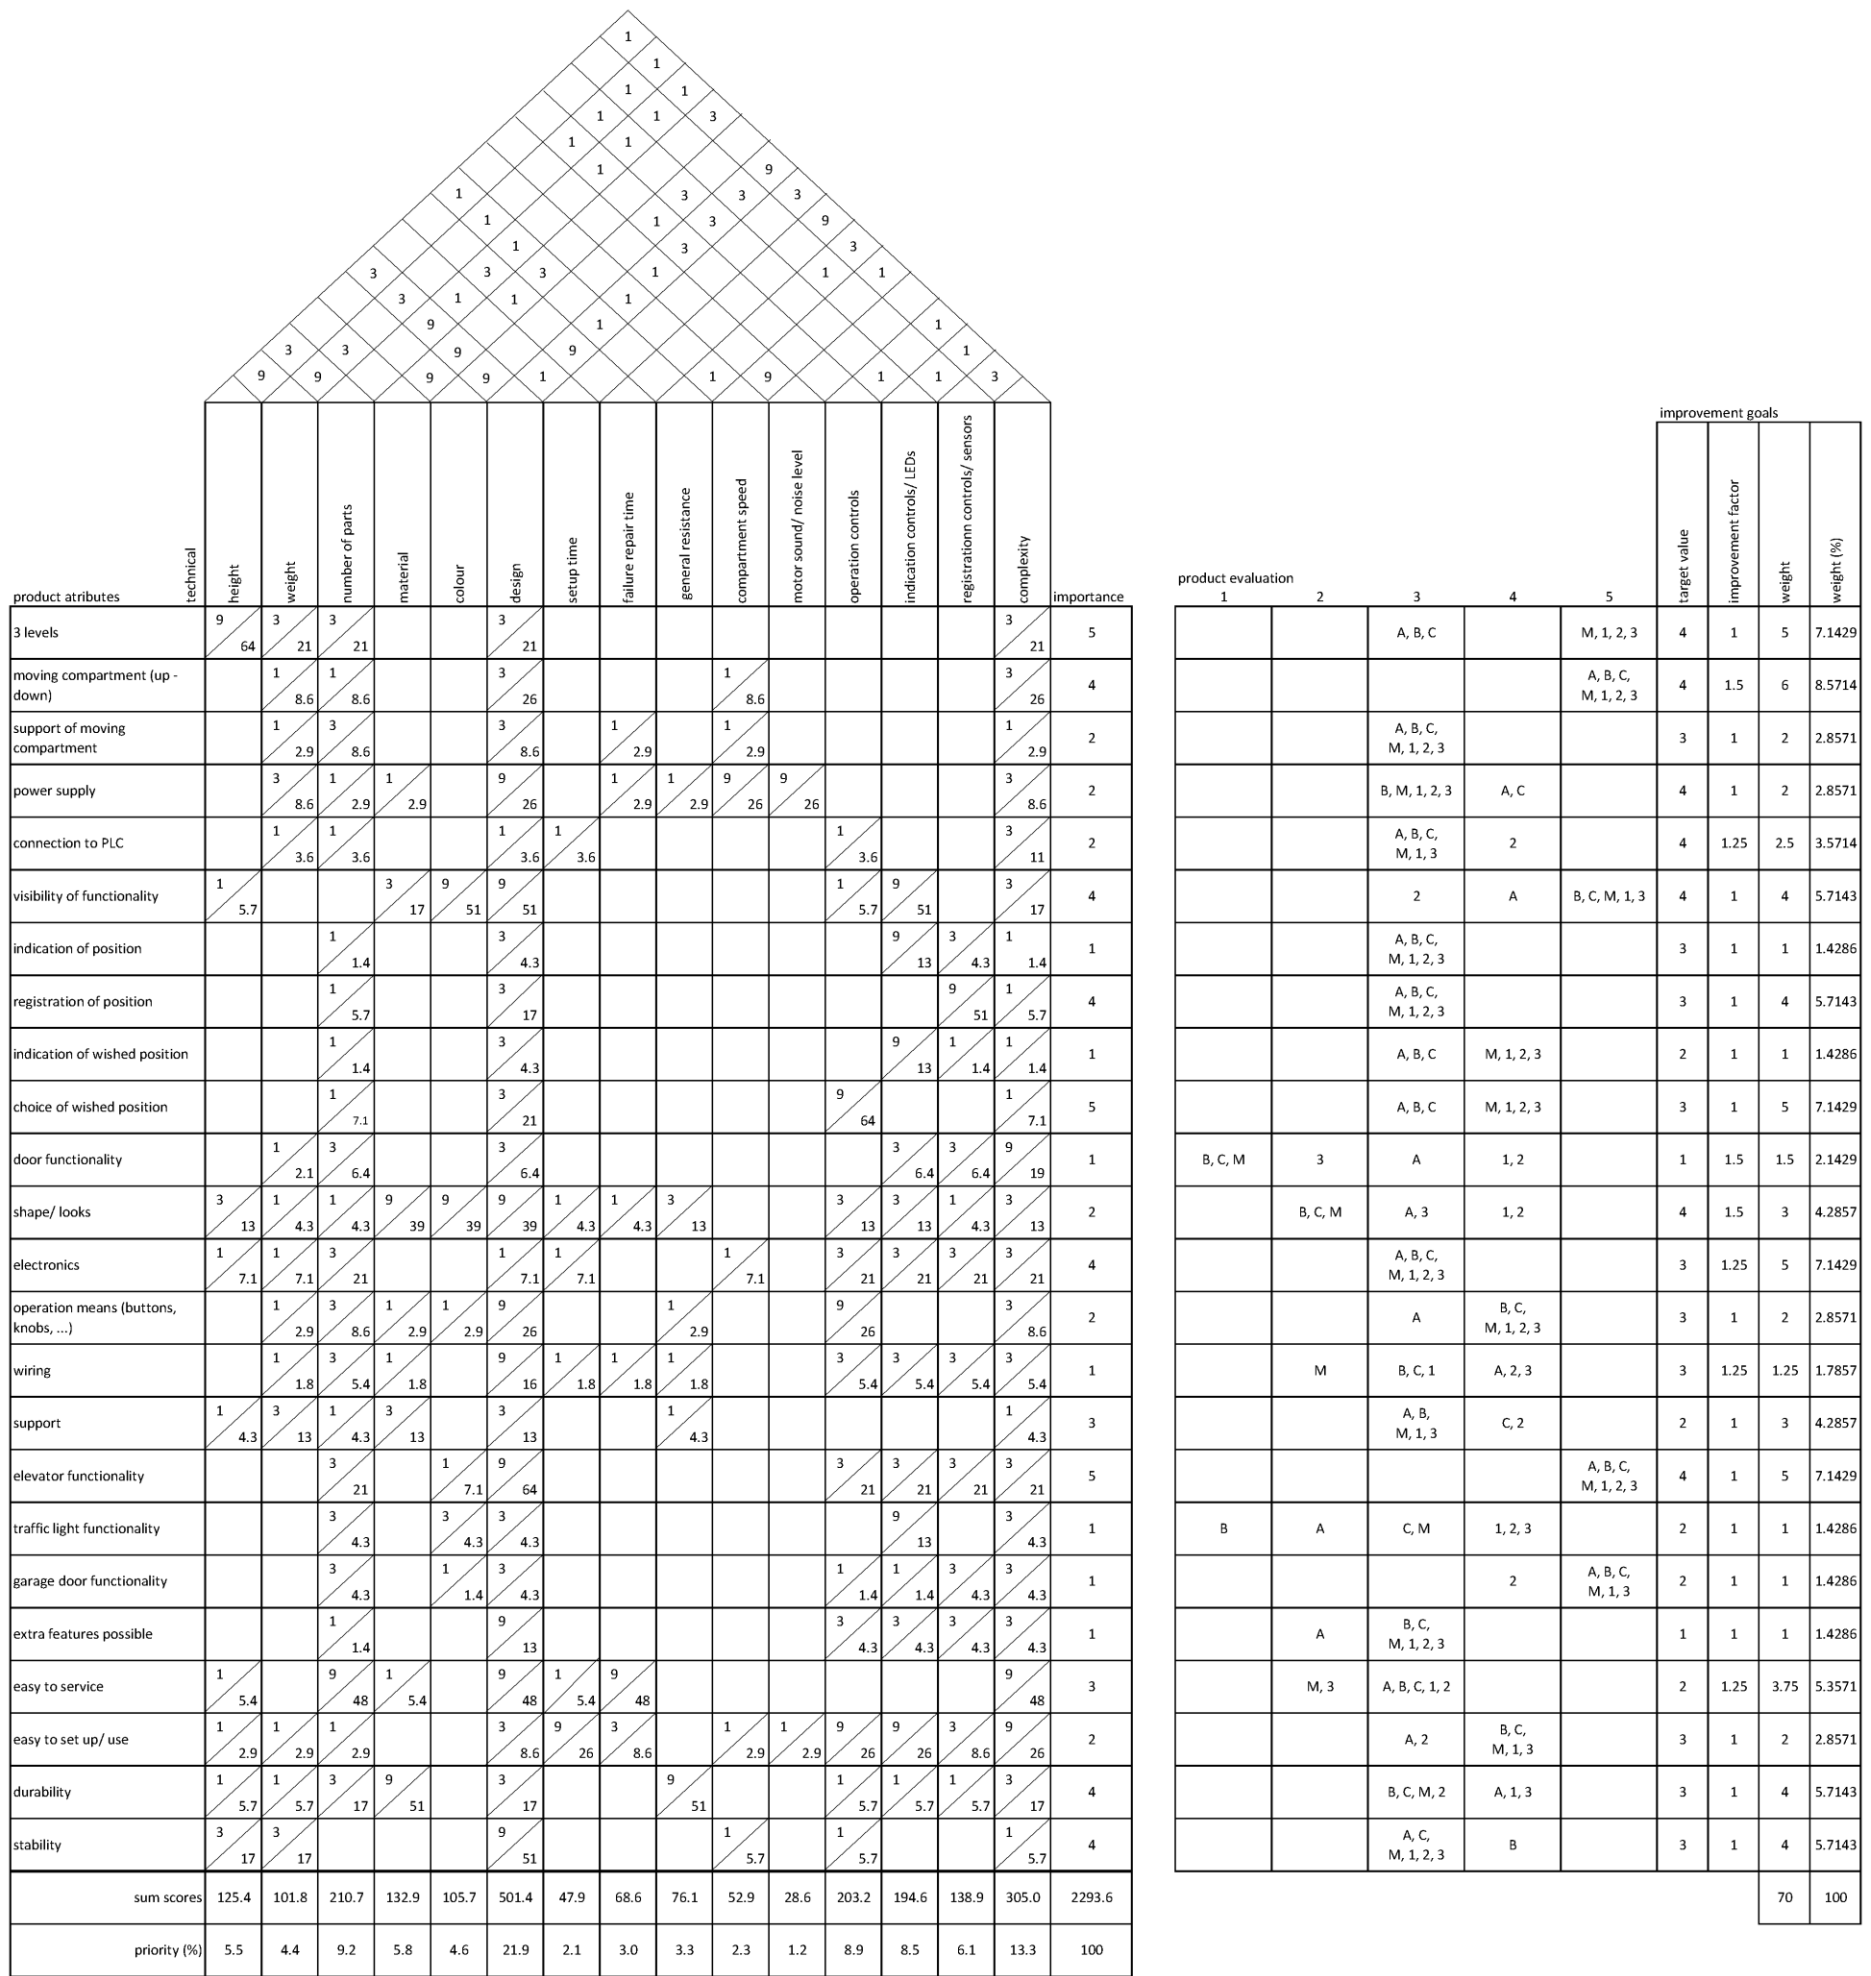 1
1
1 1
1 1 3
1 1
1 9
1 3 3 3
1 1 3 9
1 3 3
3 3 3 1 1 1
3 1 1 1
9 1 1
3 3 9 9 1
9 9 9 9 1 1 9 1 1 3
improvement goals
technical
height
weight
number of parts
material
colour
design
setup time
failure repair time
general resistance
compartment speed
motor sound/ noise level
operation controls
indication controls/ LEDs
registrationn controls/ sensors
complexity
target value
improvement factor
weight
weight (%)
product evaluation
product atributes importance 1 2 3 4 5
3 levels 9 64 3 21 3 21 3 21 3 21 5 A, B, C M, 1, 2, 3 4 1 5 7.1429
moving compartment (up -
down) 1 8.6 1 8.6 3 26 1 8.6 3 26 4 A, B, C,
M, 1, 2, 3 4 1.5 6 8.5714
support of moving
compartment 1 2.9 3 8.6 3 8.6 1 2.9 1 2.9 1 2.9 2 A, B, C,
M, 1, 2, 3 3 1 2 2.8571
power supply 3 8.6 1 2.9 1 2.9 9 26 1 2.9 1 2.9 9 26 9 26 3 8.6 2 B, M, 1, 2, 3 A, C 4 1 2 2.8571
connection to PLC 1 3.6 1 3.6 1 3.6 1 3.6 1 3.6 3 11 2 A, B, C,
M, 1, 3 2 4 1.25 2.5 3.5714
visibility of functionality 1 5.7 3 17 9 51 9 51 1 5.7 9 51 3 17 4 2 A B, C, M, 1, 3 4 1 4 5.7143
indication of position 1 1.4 3 4.3 9 13 3 4.3 1 1.4 1 A, B, C,
M, 1, 2, 3 3 1 1 1.4286
registration of position 1 5.7 3 17 9 51 1 5.7 4 A, B, C,
M, 1, 2, 3 3 1 4 5.7143
indication of wished position 1 1.4 3 4.3 9 13 1 1.4 1 1.4 1 A, B, C M, 1, 2, 3 2 1 1 1.4286
choice of wished position 1 7.1 3 21 9 64 1 7.1 5 A, B, C M, 1, 2, 3 3 1 5 7.1429
door functionality 1 2.1 3 6.4 3 6.4 3 6.4 3 6.4 9 19 1 B, C, M 3 A 1, 2 1 1.5 1.5 2.1429
shape/ looks 3 13 1 4.3 1 4.3 9 39 9 39 9 39 1 4.3 1 4.3 3 13 3 13 3 13 1 4.3 3 13 2 B, C, M A, 3 1, 2 4 1.5 3 4.2857
electronics 1 7.1 1 7.1 3 21 1 7.1 1 7.1 1 7.1 3 21 3 21 3 21 3 21 4 A, B, C,
M, 1, 2, 3 3 1.25 5 7.1429
operation means (buttons,
knobs, ...) 1 2.9 3 8.6 1 2.9 1 2.9 9 26 1 2.9 9 26 3 8.6 2 A B, C,
M, 1, 2, 3 3 1 2 2.8571
wiring 1 1.8 3 5.4 1 1.8 9 16 1 1.8 1 1.8 1 1.8 3 5.4 3 5.4 3 5.4 3 5.4 1 M B, C, 1 A, 2, 3 3 1.25 1.25 1.7857
support 1 4.3 3 13 1 4.3 3 13 3 13 1 4.3 1 4.3 3 A, B,
M, 1, 3 C, 2 2 1 3 4.2857
elevator functionality 3 21 1 7.1 9 64 3 21 3 21 3 21 3 21 5 A, B, C,
M, 1, 2, 3 4 1 5 7.1429
traffic light functionality 3 4.3 3 4.3 3 4.3 9 13 3 4.3 1 B A C, M 1, 2, 3 2 1 1 1.4286
garage door functionality 3 4.3 1 1.4 3 4.3 1 1.4 1 1.4 3 4.3 3 4.3 1 2 A, B, C,
M, 1, 3 2 1 1 1.4286
extra features possible 1 1.4 9 13 3 4.3 3 4.3 3 4.3 3 4.3 1 A B, C,
M, 1, 2, 3 1 1 1 1.4286
easy to service 1 5.4 9 48 1 5.4 9 48 1 5.4 9 48 9 48 3 M, 3 A, B, C, 1, 2 2 1.25 3.75 5.3571
easy to set up/ use 1 2.9 1 2.9 1 2.9 3 8.6 9 26 3 8.6 1 2.9 1 2.9 9 26 9 26 3 8.6 9 26 2 A, 2 B, C,
M, 1, 3 3 1 2 2.8571
durability 1 5.7 1 5.7 3 17 9 51 3 17 9 51 1 5.7 1 5.7 1 5.7 3 17 4 B, C, M, 2 A, 1, 3 3 1 4 5.7143
stability 3 17 3 17 9 51 1 5.7 1 5.7 1 5.7 4 A, C,
M, 1, 2, 3 B 3 1 4 5.7143
sum scores 125.4 101.8 210.7 132.9 105.7 501.4 47.9 68.6 76.1 52.9 28.6 203.2 194.6 138.9 305.0 2293.6 70 100
priority (%) 5.5 4.4 9.2 5.8 4.6 21.9 2.1 3.0 3.3 2.3 1.2 8.9 8.5 6.1 13.3 100